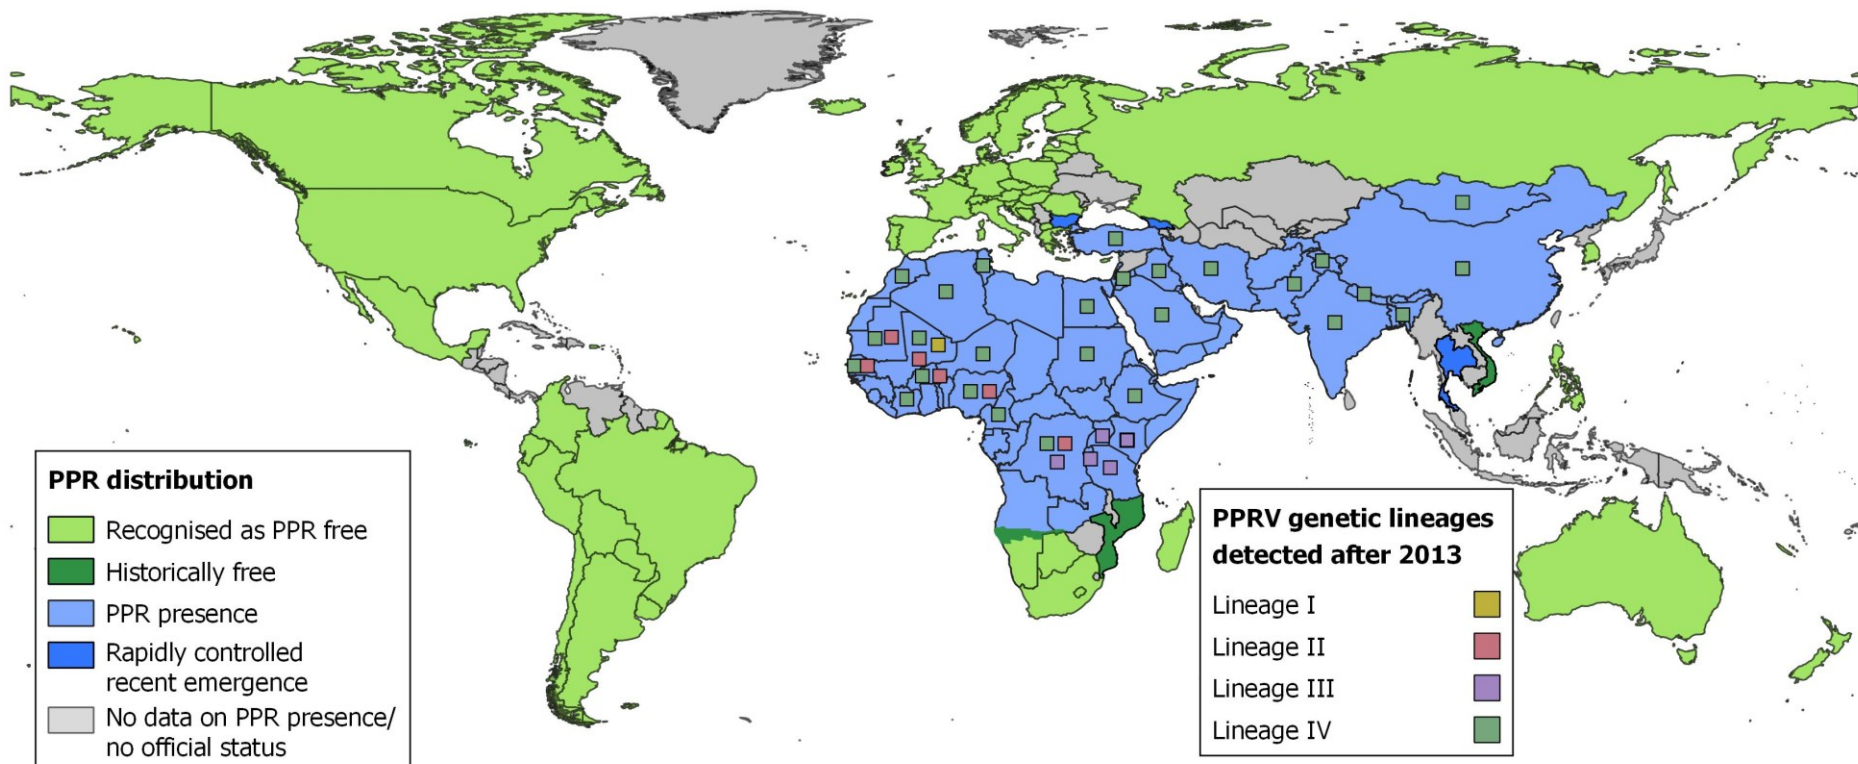 PPR distribution
Recognised as PPR free
Historically free
PPR presence
Rapidly controlled
recent emergence
No data on PPR presence/
no official status
PPRV genetic lineages
detected after 2013
Lineage I
Lineage II
Lineage III
Lineage IV